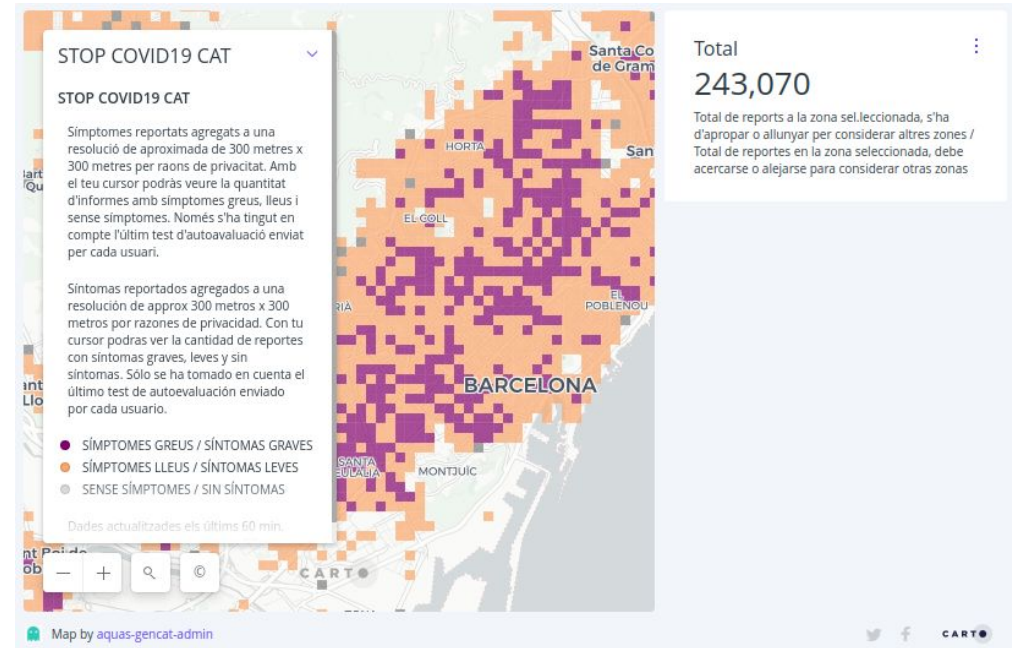 STOP COVID19 CAT
STOP COVID19 CAT
Símptomes reportats agregats a una
resolució de aproximada de 300 metres x
300 metres per raons de privacitat. Amb
el teu cursor podràs veure la quantitat
d'informes amb símptomes greus, lleus i
sense símptomes. Només s'ha tingut en
compte l'últim test d'autoavaluació enviat
per cada usuari.
Síntomas reportados agregados a una
resolución de approx 300 metros x 300
metros por razones de privacidad. Con tu
cursor podras ver la cantidad de reportes
con síntomas graves, leves y sin
síntomas. Sólo se ha tomado en cuenta el
último test de autoevaluación enviado
por cada usuario.
SÍMPTOMES GREUS / SÍNTOMAS GRAVES
SÍMPTOMES LLEUS / SÍNTOMAS LEVES
SENSE SÍMPTOMES / SIN SÍNTOMAS
Dades actualitzades els últims 60 min.
Santa Co
de Gram
HORTA
San
EL COLL
EL
POBLENOU
BARCELONA
SANTA
EULALIA
MONTJUÏC
CARTO
Total
243,070
Total de reports a la zona sel.leccionada, s'ha
d'apropar o allunyar per considerar altres zones /
Total de reportes en la zona seleccionada, debe
acercarse o alejarse para considerar otras zonas
Map by aquas-gencat-admin
CARTO